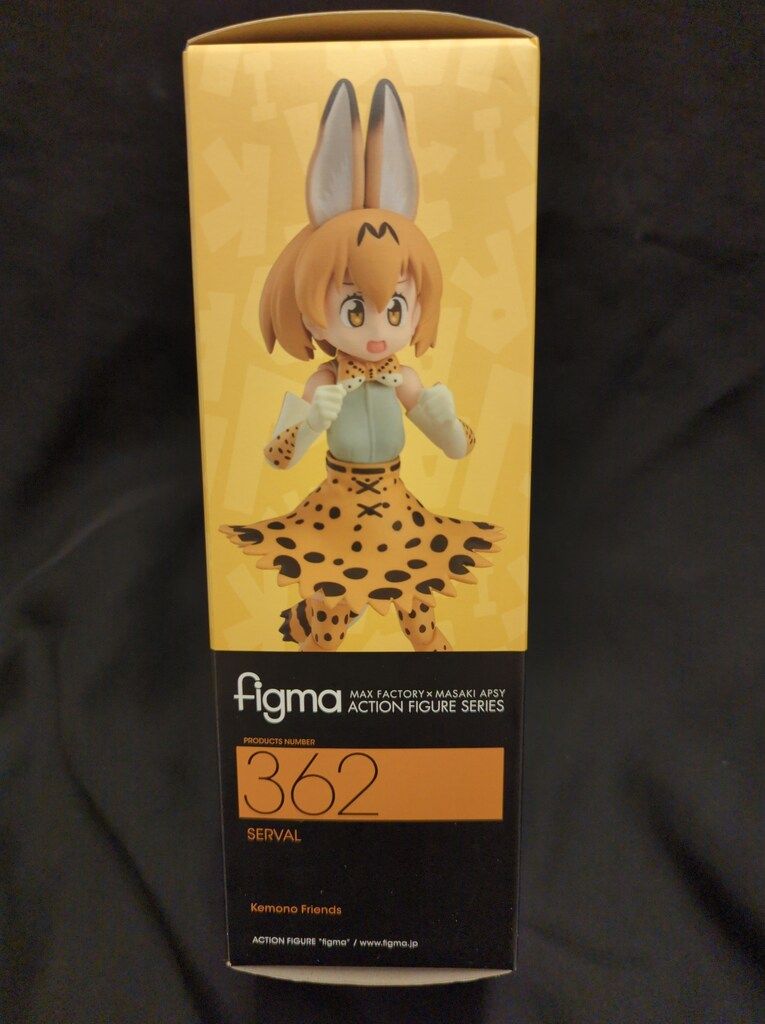 figma
MAX FACTORY × MASAKI APSY
ACTION FIGURE SERIES
PRODUCTS NUMBER
362
SERVAL
Kemono Friends
ACTION FIGURE "figma" / www.figma.jp